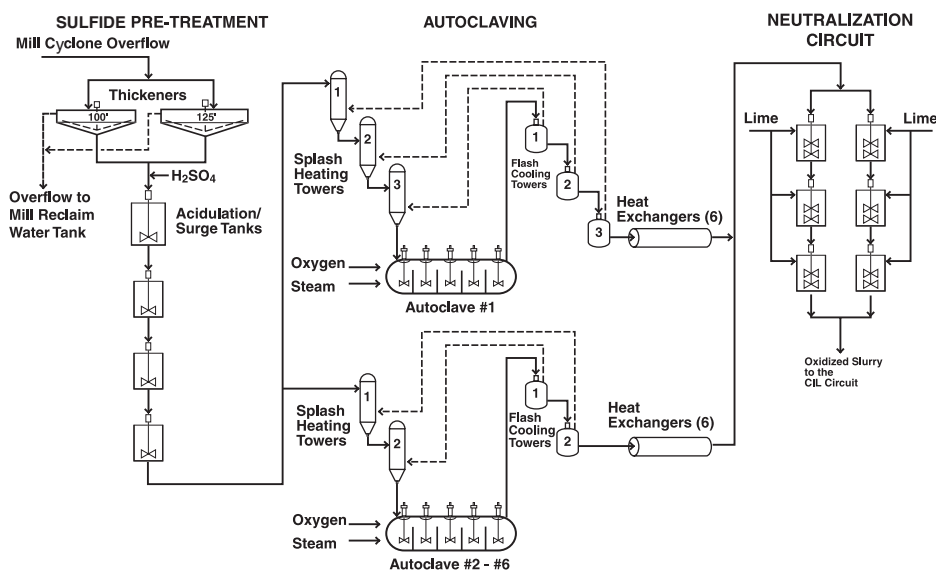 SULFIDE PRE-TREATMENT
Mill Cyclone Overflow
Thickeners
100'
125'
H2SO4
Overflow to
Mill Reclaim
Water Tank
Acidulation/
Surge Tanks
AUTOCLAVING
1
2
3
Splash
Heating
Towers
1
2
3
Flash
Cooling
Towers
Heat
Exchangers (6)
Oxygen
Steam
Autoclave #1
1
2
Splash
Heating
Towers
1
2
Flash
Cooling
Towers
Heat
Exchangers (6)
Oxygen
Steam
Autoclave #2 - #6
NEUTRALIZATION
CIRCUIT
Lime
Lime
Oxidized Slurry
to the
CIL Circuit